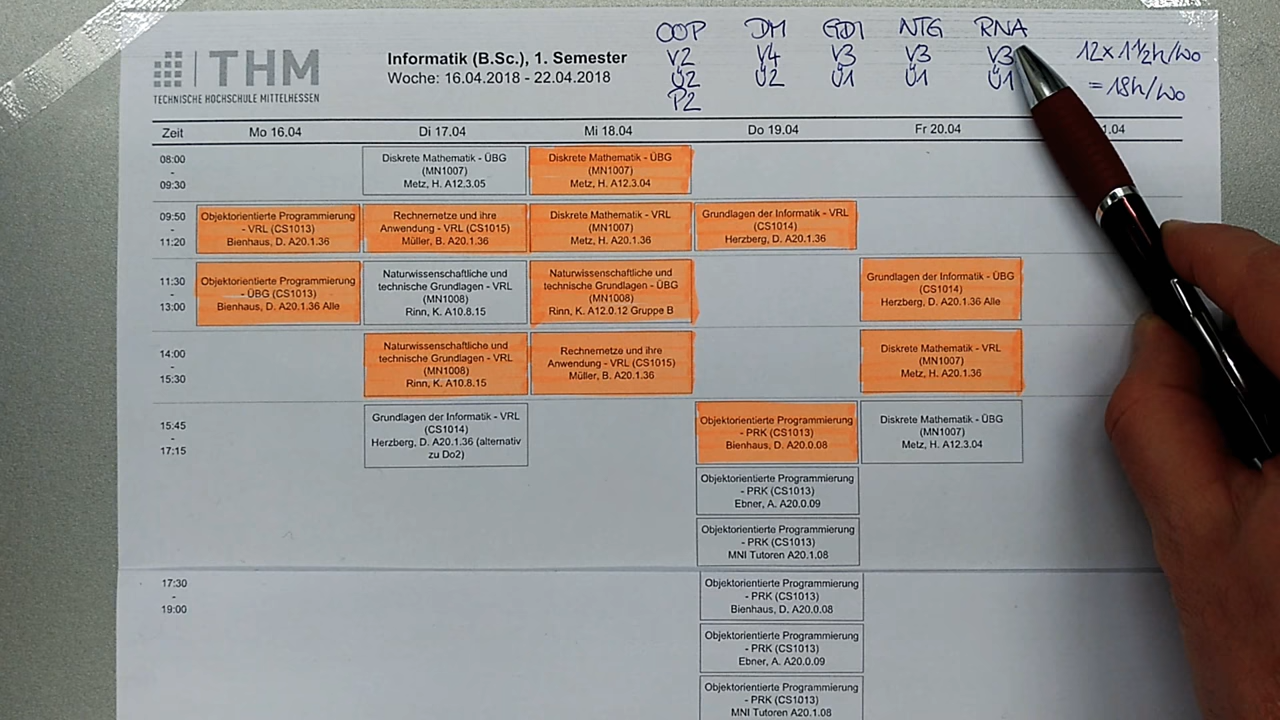 OOP DM GDI NTG RNA
V2 V4 V3 V3 V3 12 x 1 1/2h/Wo
Ü2 Ü2 Ü1 Ü1 Ü1 = 18h/Wo
P2
THM
TECHNISCHE HOCHSCHULE MITTELHESSEN
Informatik (B.Sc.), 1. Semester
Woche: 16.04.2018 - 22.04.2018
Zeit Mo 16.04 Di 17.04 Mi 18.04 Do 19.04 Fr 20.04 1.04
08:00
-
09:30
Diskrete Mathematik - ÜBG
(MN1007)
Metz, H. A12.3.05
Diskrete Mathematik - ÜBG
(MN1007)
Metz, H. A12.3.04
09:50
-
11:20
Objektorientierte Programmierung
- VRL (CS1013)
Bienhaus, D. A20.1.36
Rechnernetze und ihre
Anwendung - VRL (CS1015)
Müller, B. A20.1.36
Diskrete Mathematik - VRL
(MN1007)
Metz, H. A20.1.36
Grundlagen der Informatik - VRL
(CS1014)
Herzberg, D. A20.1.36
11:30
-
13:00
Objektorientierte Programmierung
- ÜBG (CS1013)
Bienhaus, D. A20.1.36 Alle
Naturwissenschaftliche und
technische Grundlagen - VRL
(MN1008)
Rinn, K. A10.8.15
Naturwissenschaftliche und
technische Grundlagen - ÜBG
(MN1008)
Rinn, K. A12.0.12 Gruppe B
Grundlagen der Informatik - ÜBG
(CS1014)
Herzberg, D. A20.1.36 Alle
14:00
-
15:30
Naturwissenschaftliche und
technische Grundlagen - VRL
(MN1008)
Rinn, K. A10.8.15
Rechnernetze und ihre
Anwendung - VRL (CS1015)
Müller, B. A20.1.36
Diskrete Mathematik - VRL
(MN1007)
Metz, H. A20.1.36
15:45
-
17:15
Grundlagen der Informatik - VRL
(CS1014)
Herzberg, D. A20.1.36 (alternativ
zu Do2)
Objektorientierte Programmierung
- PRK (CS1013)
Bienhaus, D. A20.0.08
Diskrete Mathematik - ÜBG
(MN1007)
Metz, H. A12.3.04
Objektorientierte Programmierung
- PRK (CS1013)
Ebner, A. A20.0.09
Objektorientierte Programmierung
- PRK (CS1013)
MNI Tutoren A20.1.08
17:30
-
19:00
Objektorientierte Programmierung
- PRK (CS1013)
Bienhaus, D. A20.0.08
Objektorientierte Programmierung
- PRK (CS1013)
Ebner, A. A20.0.09
Objektorientierte Programmierung
- PRK (CS1013)
MNI Tutoren A20.1.08